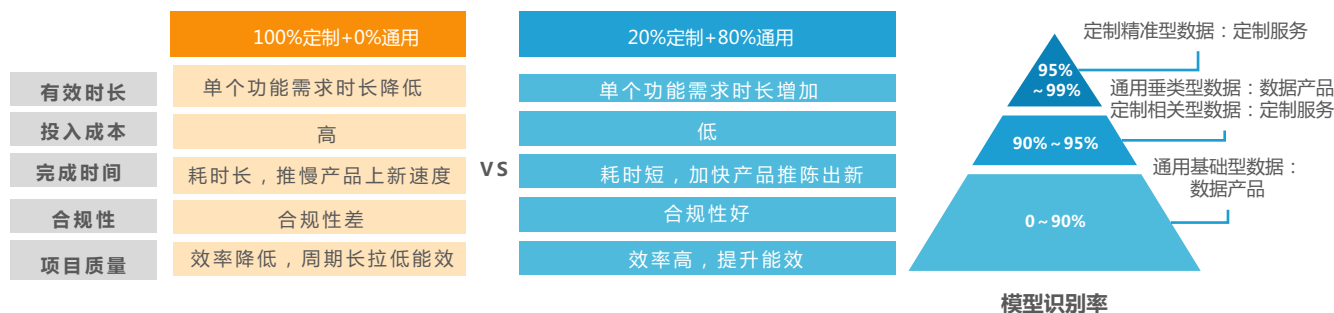 100%定制+0%通用
20%定制+80%通用
有效时长
单个功能需求时长降低
单个功能需求时长增加
投入成本
高
低
完成时间
耗时长，推慢产品上新速度
VS
耗时短，加快产品推陈出新
合规性
合规性差
合规性好
项目质量
效率降低，周期长拉低能效
效率高，提升能效
定制精准型数据：定制服务
95%
~99%
通用垂类型数据：数据产品
定制相关型数据：定制服务
90%~95%
通用基础型数据：
数据产品
0~90%
模型识别率